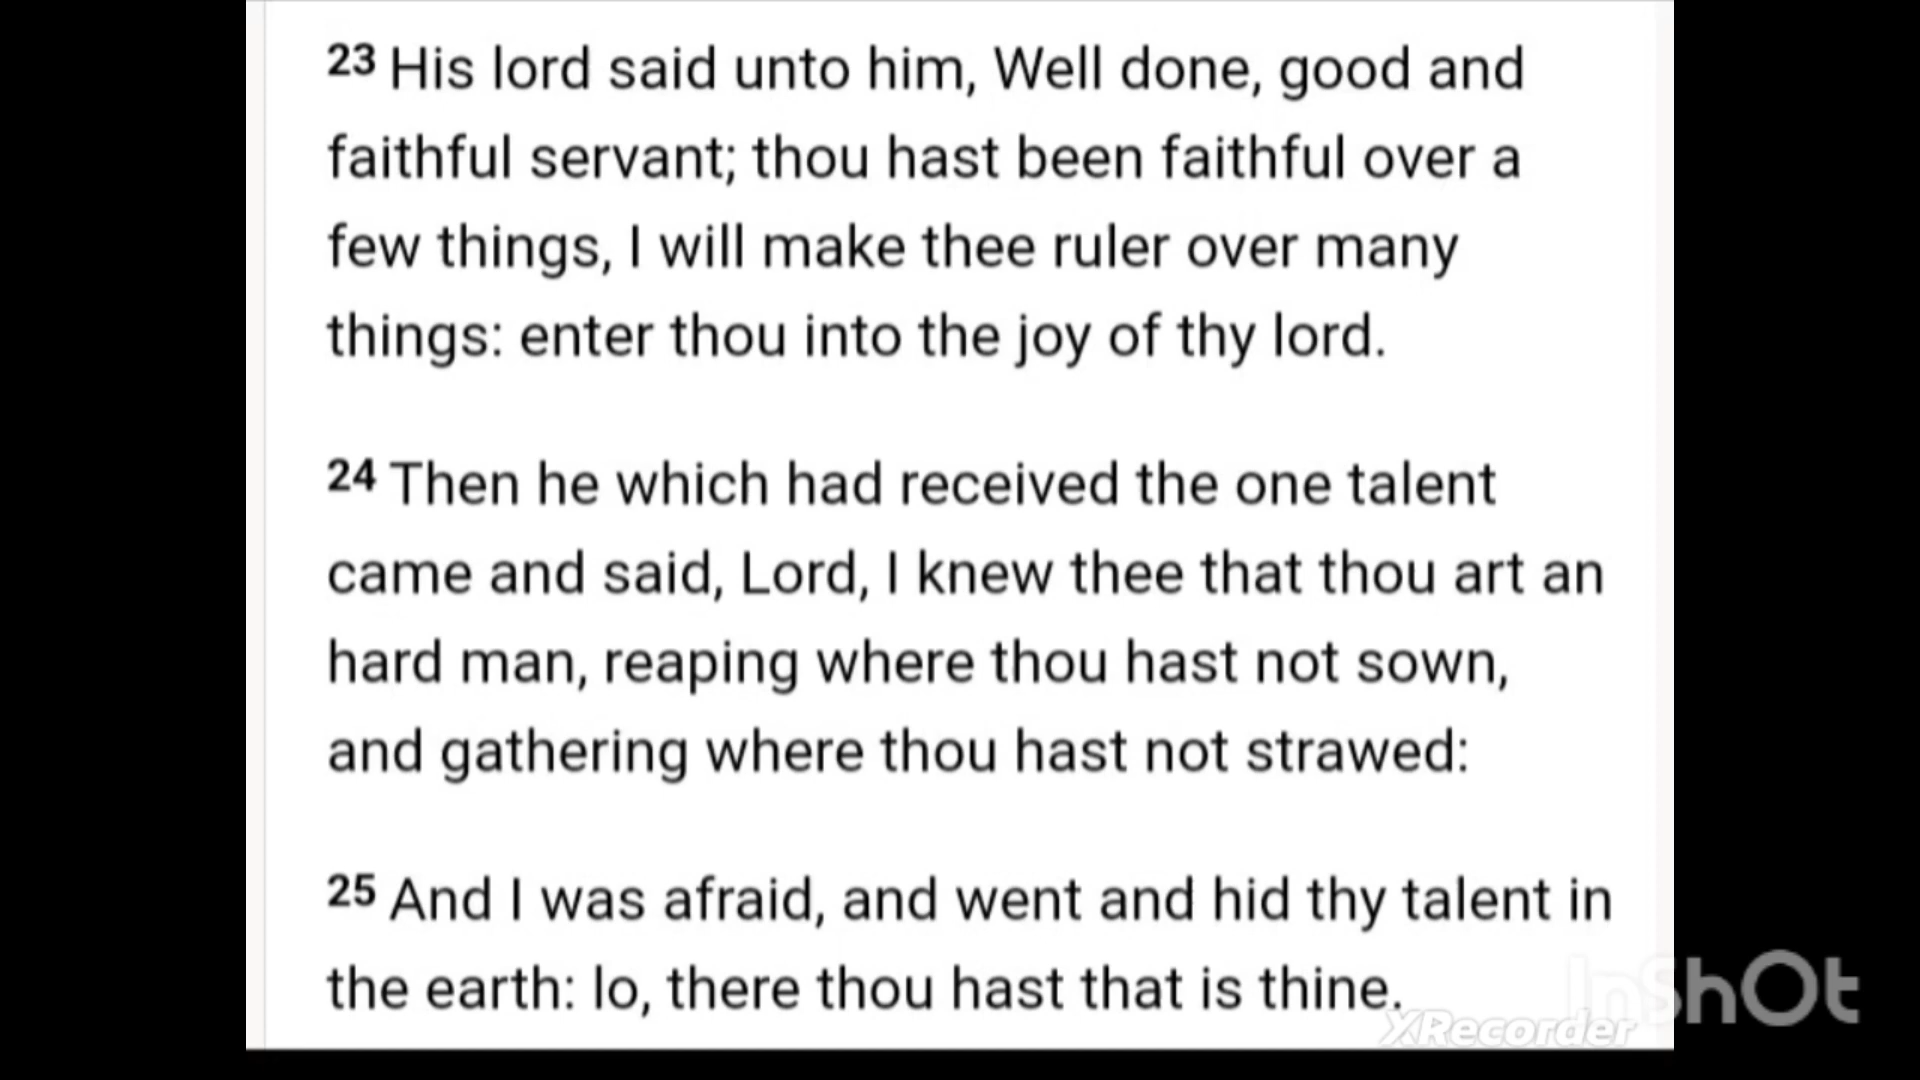 23 His lord said unto him, Well done, good and
faithful servant; thou hast been faithful over a
few things, I will make thee ruler over many
things: enter thou into the joy of thy lord.
24 Then he which had received the one talent
came and said, Lord, I knew thee that thou art an
hard man, reaping where thou hast not sown,
and gathering where thou hast not strawed:
25 And I was afraid, and went and hid thy talent in
the earth: lo, there thou hast that is thine.
InShOt
XRecorder